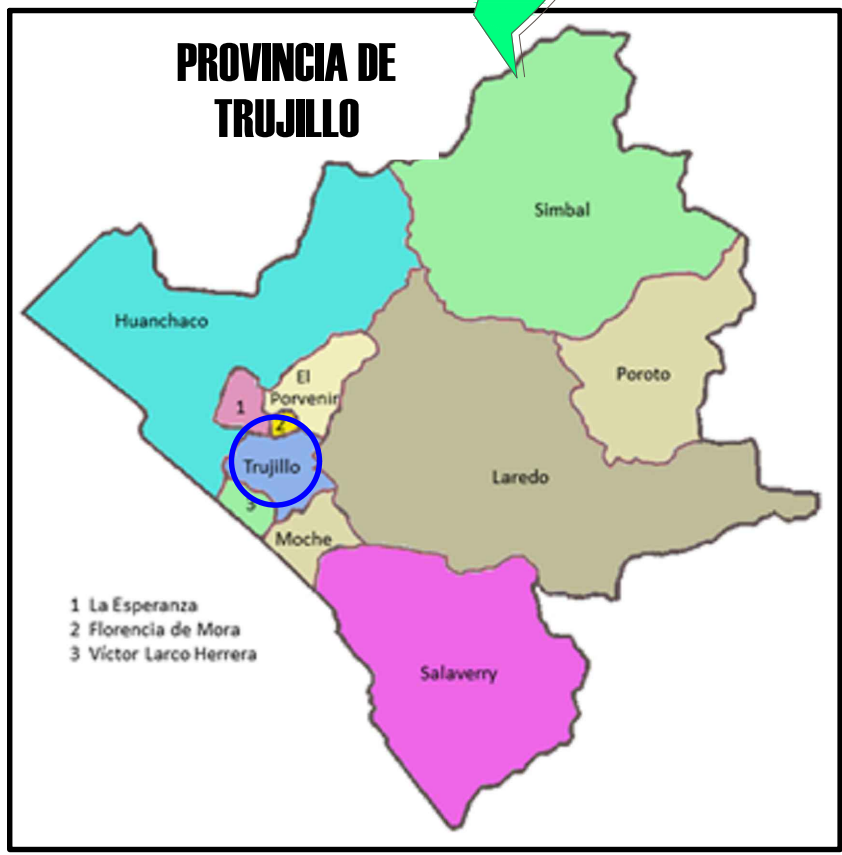 PROVINCIA DE
TRUJILLO
Simbal
Huanchaco
Poroto
El
Porvenir
1
2
Trujillo
Laredo
3
Moche
1 La Esperanza
2 Florencia de Mora
3 Víctor Larco Herrera
Salaverry